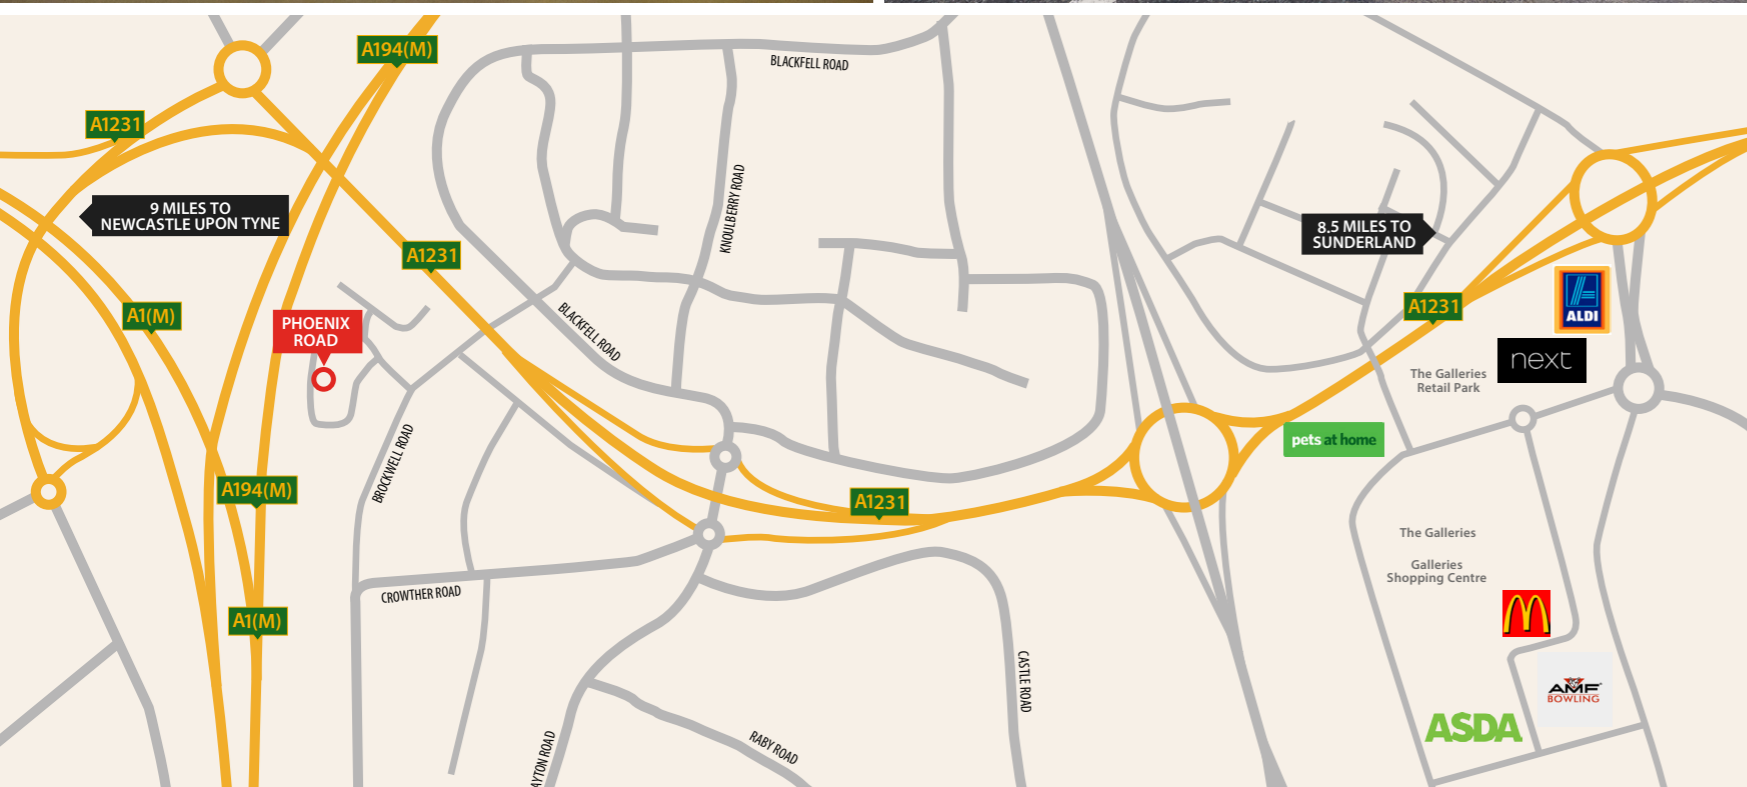 A194(M)
BLACKFELL ROAD
A1231
KNOULBERRY ROAD
9 MILES TO
NEWCASTLE UPON TYNE
8.5 MILES TO
SUNDERLAND
A1231
A1(M)
PHOENIX
ROAD
BLACKFELL ROAD
A1231
ALDI
next
The Galleries
Retail Park
pets at home
BROCKWELL ROAD
A194(M)
A1231
The Galleries
Galleries
Shopping Centre
CROWTHER ROAD
A1(M)
CASTLE ROAD
AMF
BOWLING
ASDA
RABY ROAD
AYTON ROAD